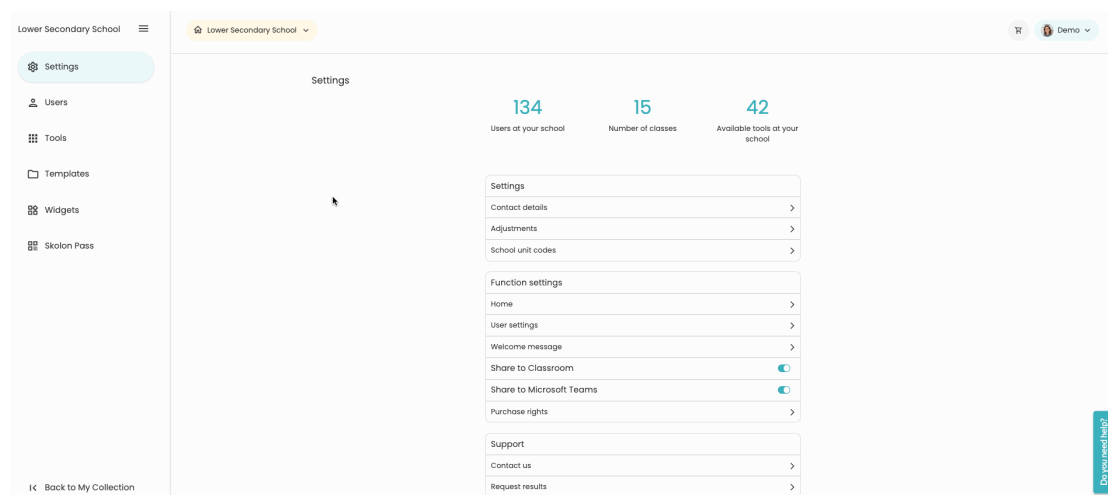 Lower Secondary School
Settings
Users
Tools
Templates
Widgets
Skolon Pass
Back to My Collection
Lower Secondary School
Demo
Settings
134
Users at your school
15
Number of classes
42
Available tools at your
school
Settings
Contact details
Adjustments
School unit codes
Function settings
Home
User settings
Welcome message
Share to Classroom
Share to Microsoft Teams
Purchase rights
Support
Contact us
Request results
Do you need help?